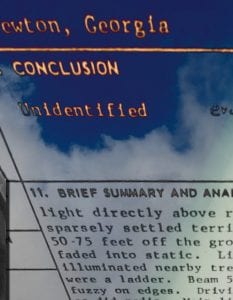 ewton, Georgia
CONCLUSION
Unidentified
11. BRIEF SUMMARY AND ANA
light directly above r
sparsely settled terri
50-75 feet off the gro
faded into static. Li
illuminated nearby tre
were a ladder. Beam 5
fuzzy on edges. Drivi